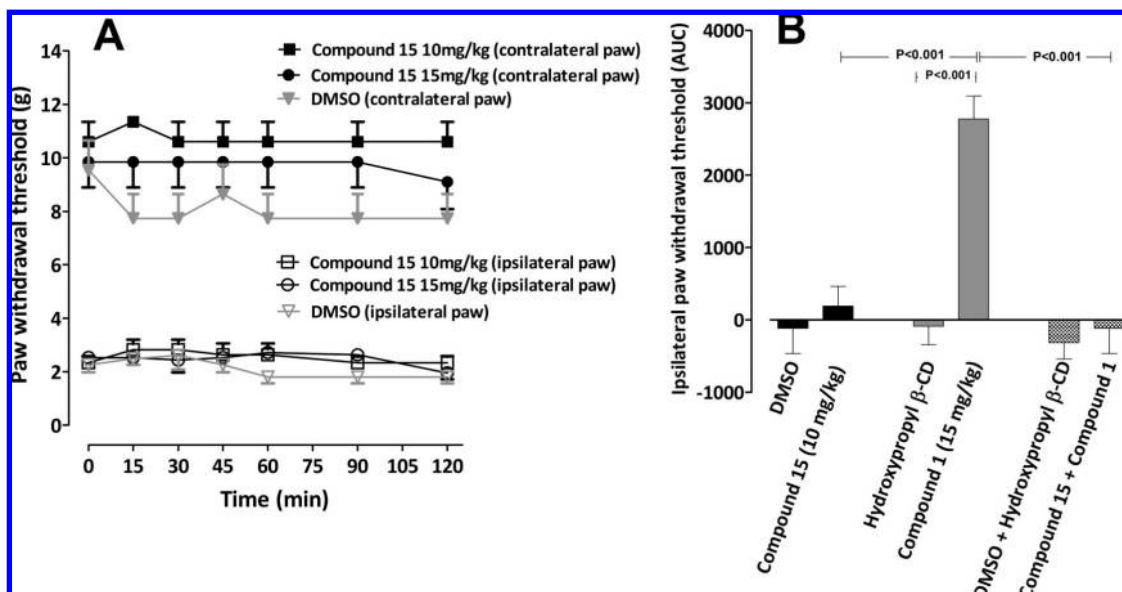 A
Compound 15 10mg/kg (contralateral paw)
Compound 15 15mg/kg (contralateral paw)
DMSO (contralateral paw)
Compound 15 10mg/kg (ipsilateral paw)
Compound 15 15mg/kg (ipsilateral paw)
DMSO (ipsilateral paw)
Paw withdrawal threshold (g)
14
12
10
8
6
4
2
0
0 15 30 45 60 75 90 105 120
Time (min)
B
P<0.001
P<0.001
P<0.001
Ipsilateral paw withdrawal threshold (AUC)
4000
3000
2000
1000
0
-1000
DMSO
Compound 15 (10 mg/kg)
Hydroxypropyl β-CD
Compound 1 (15 mg/kg)
DMSO + Hydroxypropyl β-CD
Compound 15 + Compound 1